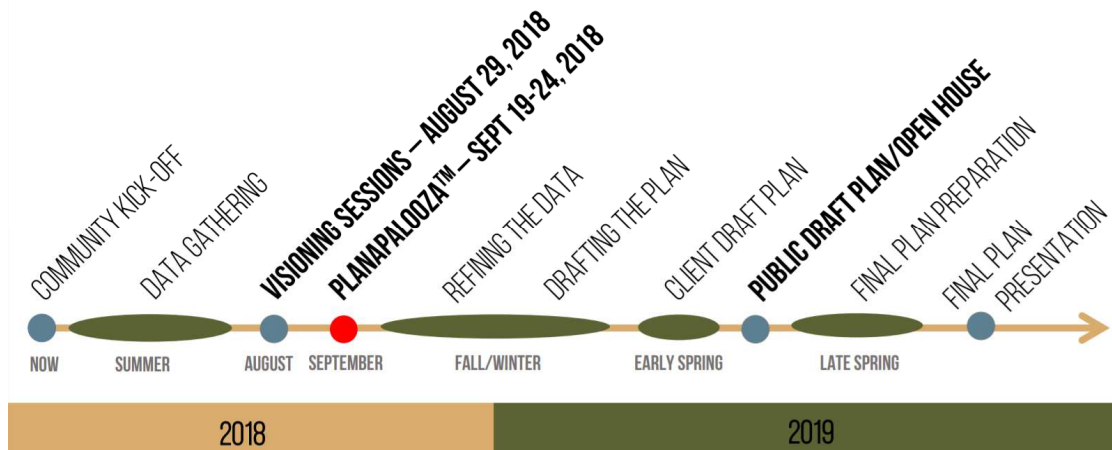 COMMUNITY KICK-OFF
DATA GATHERING
VISIONING SESSIONS – AUGUST 29, 2018
PLANAPALOOZA™ – SEPT 19-24, 2018
REFINING THE DATA
DRAFTING THE PLAN
CLIENT DRAFT PLAN
PUBLIC DRAFT PLAN/OPEN HOUSE
FINAL PLAN PREPARATION
FINAL PLAN
PRESENTATION
NOW
SUMMER
AUGUST
SEPTEMBER
FALL/WINTER
EARLY SPRING
LATE SPRING
2018
2019